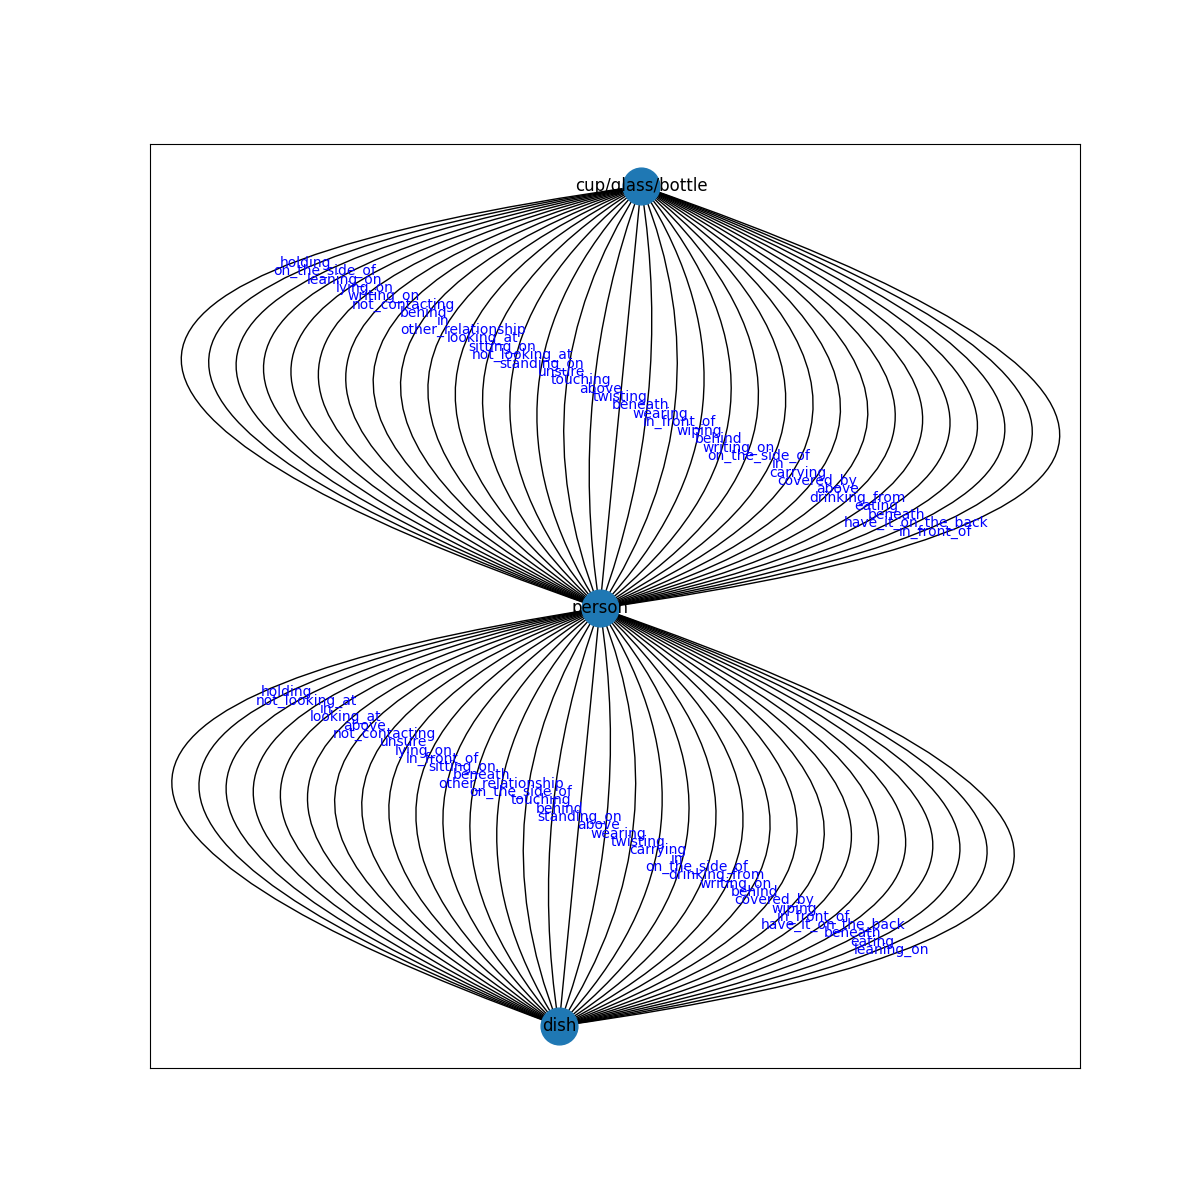 cup/glass/bottle
holding
on_the_side_of
leaning_on
lying_on
writing_on
not_contacting
behind
in
other_relationship
looking_at
sitting_on
not_looking_at
standing_on
unsure
touching
above
twisting
beneath
wearing
in_front_of
wiping
behind
writing_on
on_the_side_of
in
carrying
covered_by
above
drinking_from
eating
beneath
have_it_on_the_back
in_front_of
person
holding
not_looking_at
in
looking_at
above
not_contacting
unsure
lying_on
in_front_of
sitting_on
beneath
other_relationship
on_the_side_of
touching
behind
standing_on
above
wearing
twisting
carrying
in
on_the_side_of
drinking_from
writing_on
behind
covered_by
wiping
in_front_of
have_it_on_the_back
beneath
eating
leaning_on
dish